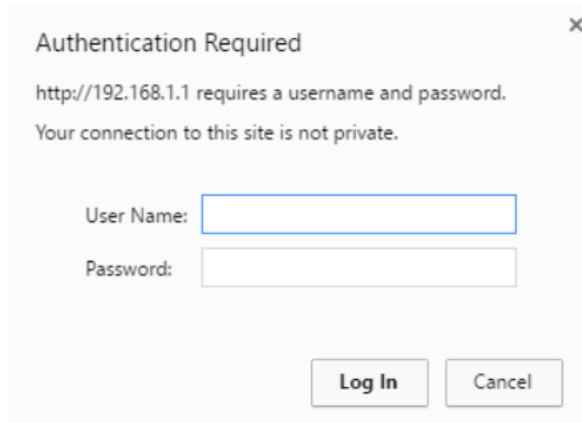 Authentication Required
http://192.168.1.1 requires a username and password.
Your connection to this site is not private.
User Name:
Password:
Log In Cancel